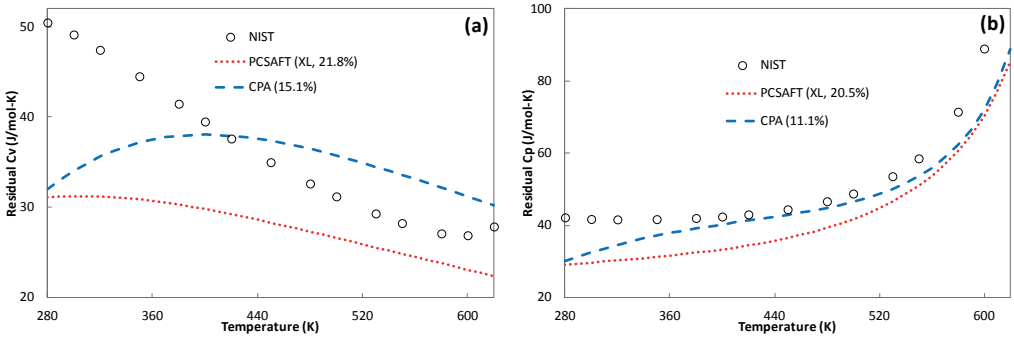 (a)
50
40
30
20
280
360
440
520
600
Residual Cv (J/mol-K)
Temperature (K)
NIST
PCSAFT (XL, 21.8%)
CPA (15.1%)
(b)
100
80
60
40
20
280
360
440
520
600
Residual Cp (J/mol-K)
Temperature (K)
NIST
PCSAFT (XL, 20.5%)
CPA (11.1%)